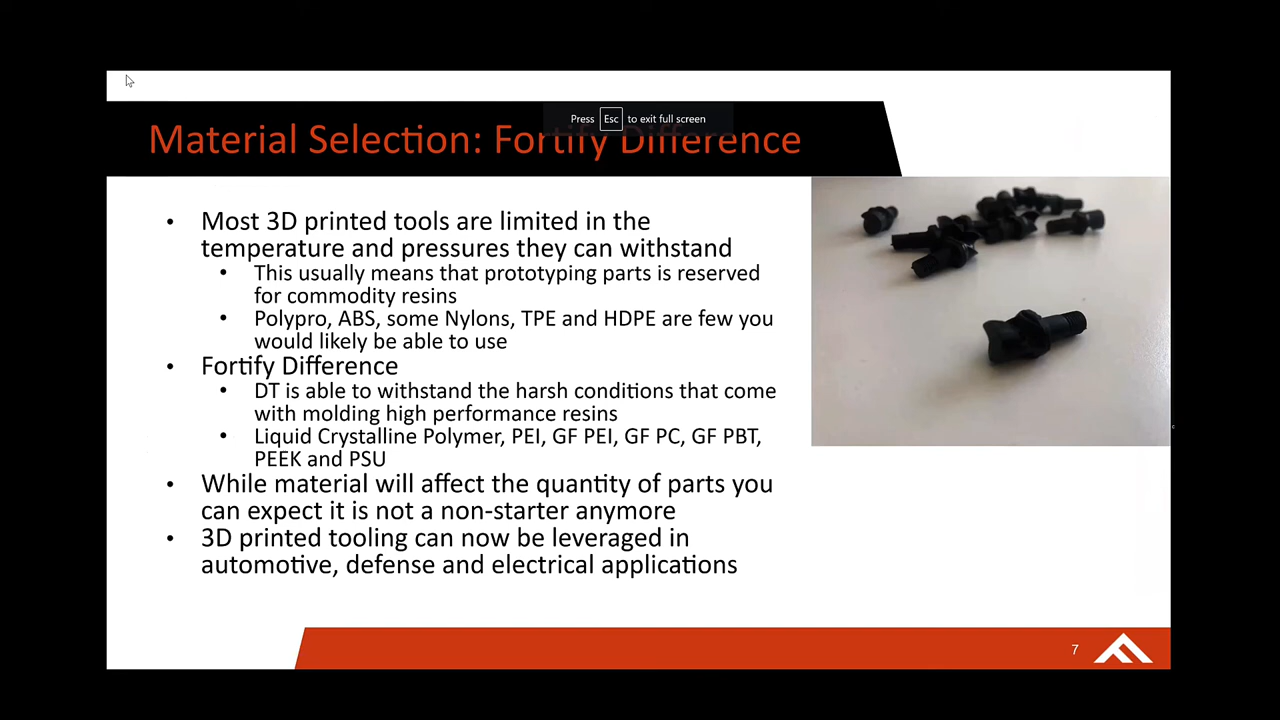 Press Esc to exit full screen
Material Selection: Fortify Difference
• Most 3D printed tools are limited in the
temperature and pressures they can withstand
• This usually means that prototyping parts is reserved
for commodity resins
• Polypro, ABS, some Nylons, TPE and HDPE are few you
would likely be able to use
• Fortify Difference
• DT is able to withstand the harsh conditions that come
with molding high performance resins
• Liquid Crystalline Polymer, PEI, GF PEI, GF PC, GF PBT,
PEEK and PSU
• While material will affect the quantity of parts you
can expect it is not a non-starter anymore
• 3D printed tooling can now be leveraged in
automotive, defense and electrical applications
7